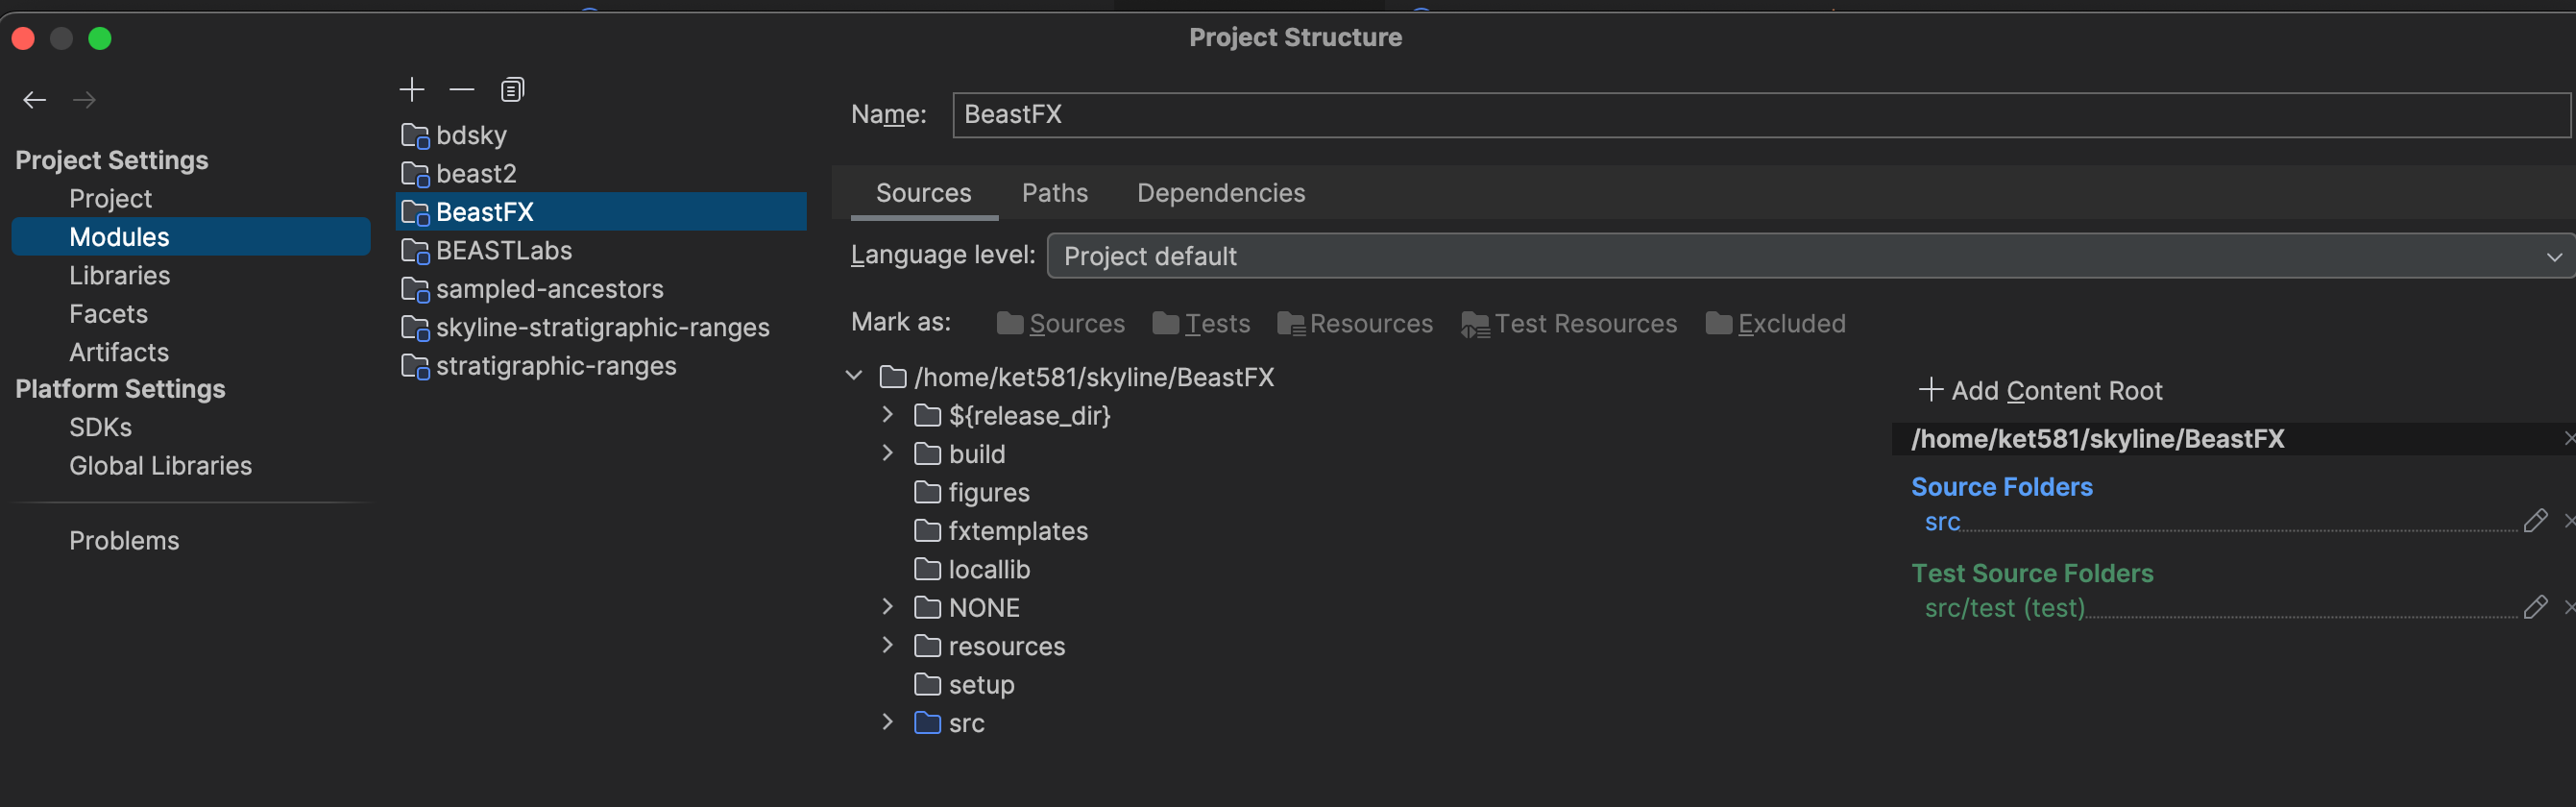 Project Structure
Project Settings
Project
Modules
Libraries
Facets
Artifacts
Platform Settings
SDKs
Global Libraries
Problems
bdsky
beast2
BeastFX
BEASTLabs
sampled-ancestors
skyline-stratigraphic-ranges
stratigraphic-ranges
Name: BeastFX
Sources Paths Dependencies
Language level: Project default
Mark as: Sources Tests Resources Test Resources Excluded
/home/ket581/skyline/BeastFX
${release_dir}
build
figures
fxtemplates
locallib
NONE
resources
setup
src
Add Content Root
/home/ket581/skyline/BeastFX
Source Folders
src
Test Source Folders
src/test (test)